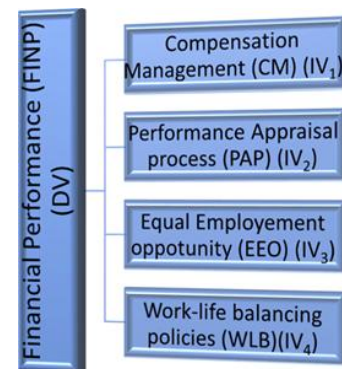 Financial Performance (FINP)
(DV)
Compensation
Management (CM) (IV₁)
Performance Appraisal
process (PAP) (IV₂)
Equal Employement
oppotunity (EEO) (IV₃)
Work-life balancing
policies (WLB)(IV₄)